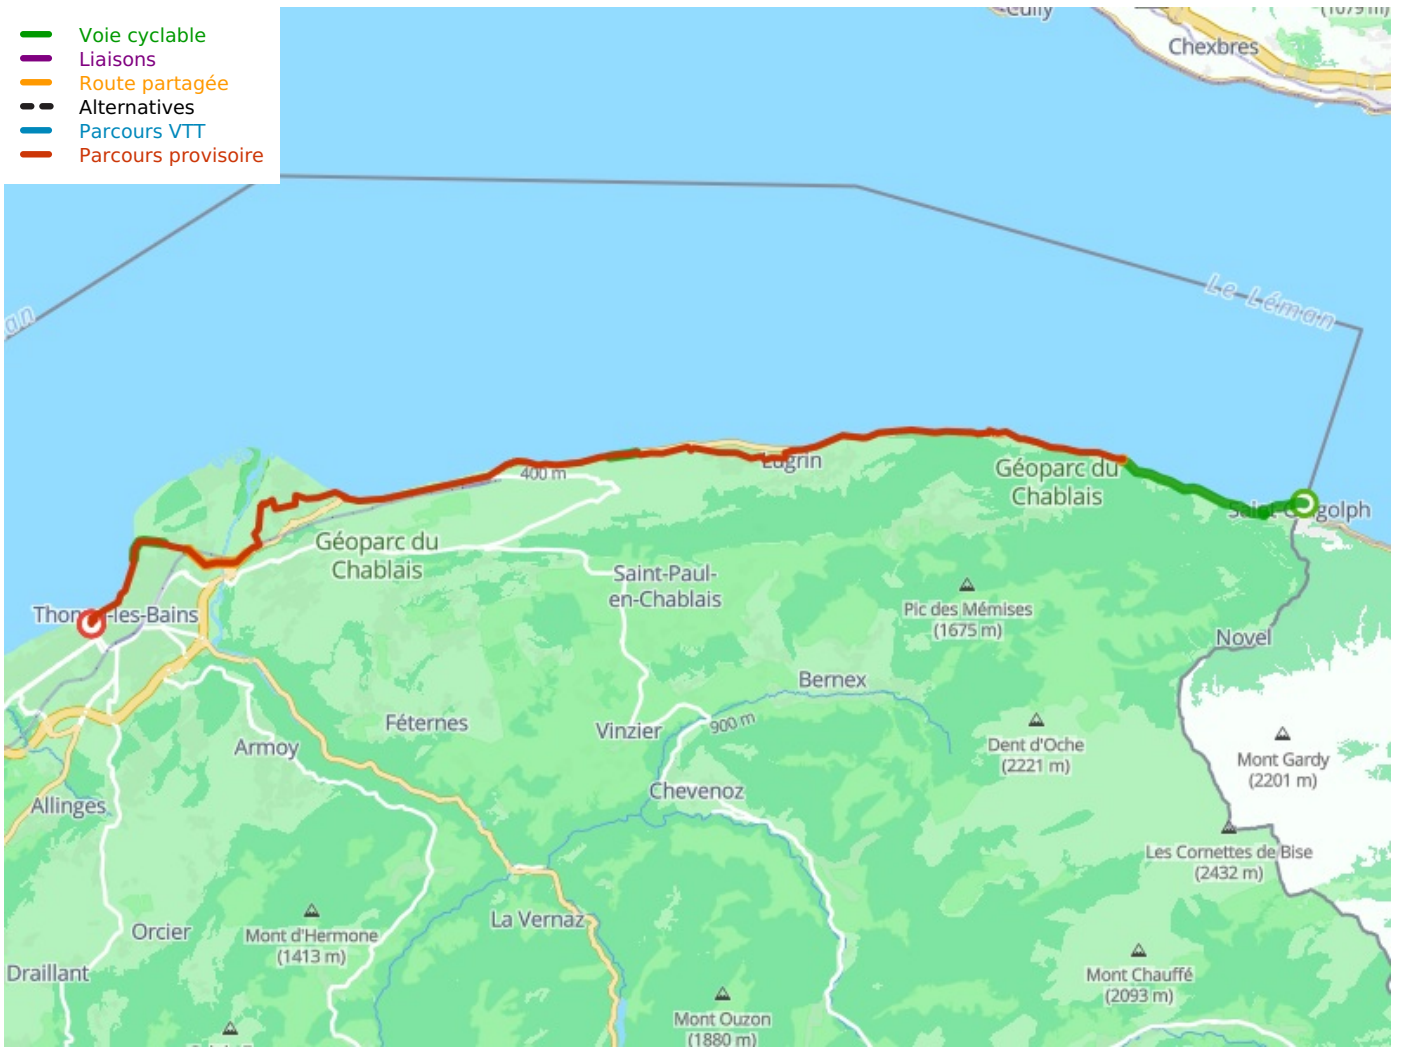 Voie cyclable
Liaisons
Route partagée
Alternatives
Parcours VTT
Parcours provisoire
Cully
Chexbres
Le Léman
400 m
Lugrin
Géoparc du
Chablais
Géoparc du
Chablais
Saint-Paul-
en-Chablais
Pic des Mémises
(1675 m)
Novel
Bernex
900 m
Féternes
Vinzier
Armoy
Dent d'Oche
(2221 m)
Mont Gardy
(2201 m)
Allinges
Chevenoz
Les Cornettes de Bise
(2432 m)
La Vernaz
Orcier
Mont d'Hermone
(1413 m)
Draillant
Mont Chauffé
(2093 m)
Mont Ouzon
(1880 m)